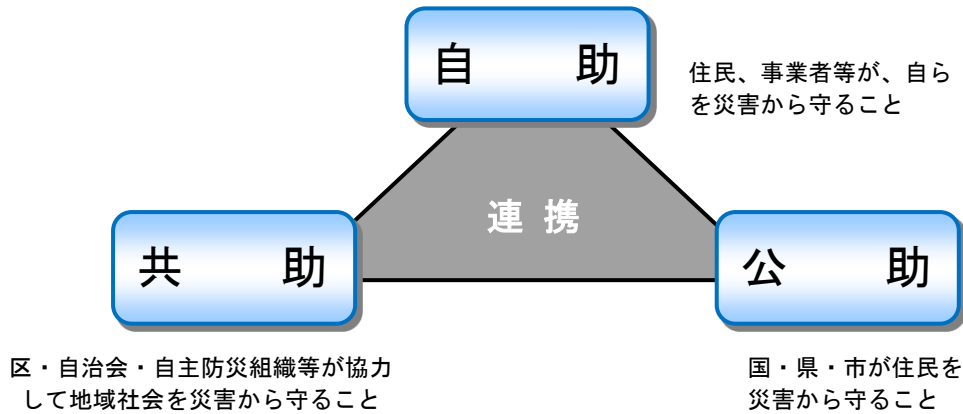 自　　助
住民、事業者等が、自ら
を災害から守ること
連 携
共　　助
公　　助
区・自治会・自主防災組織等が協力
して地域社会を災害から守ること
国・県・市が住民を
災害から守ること